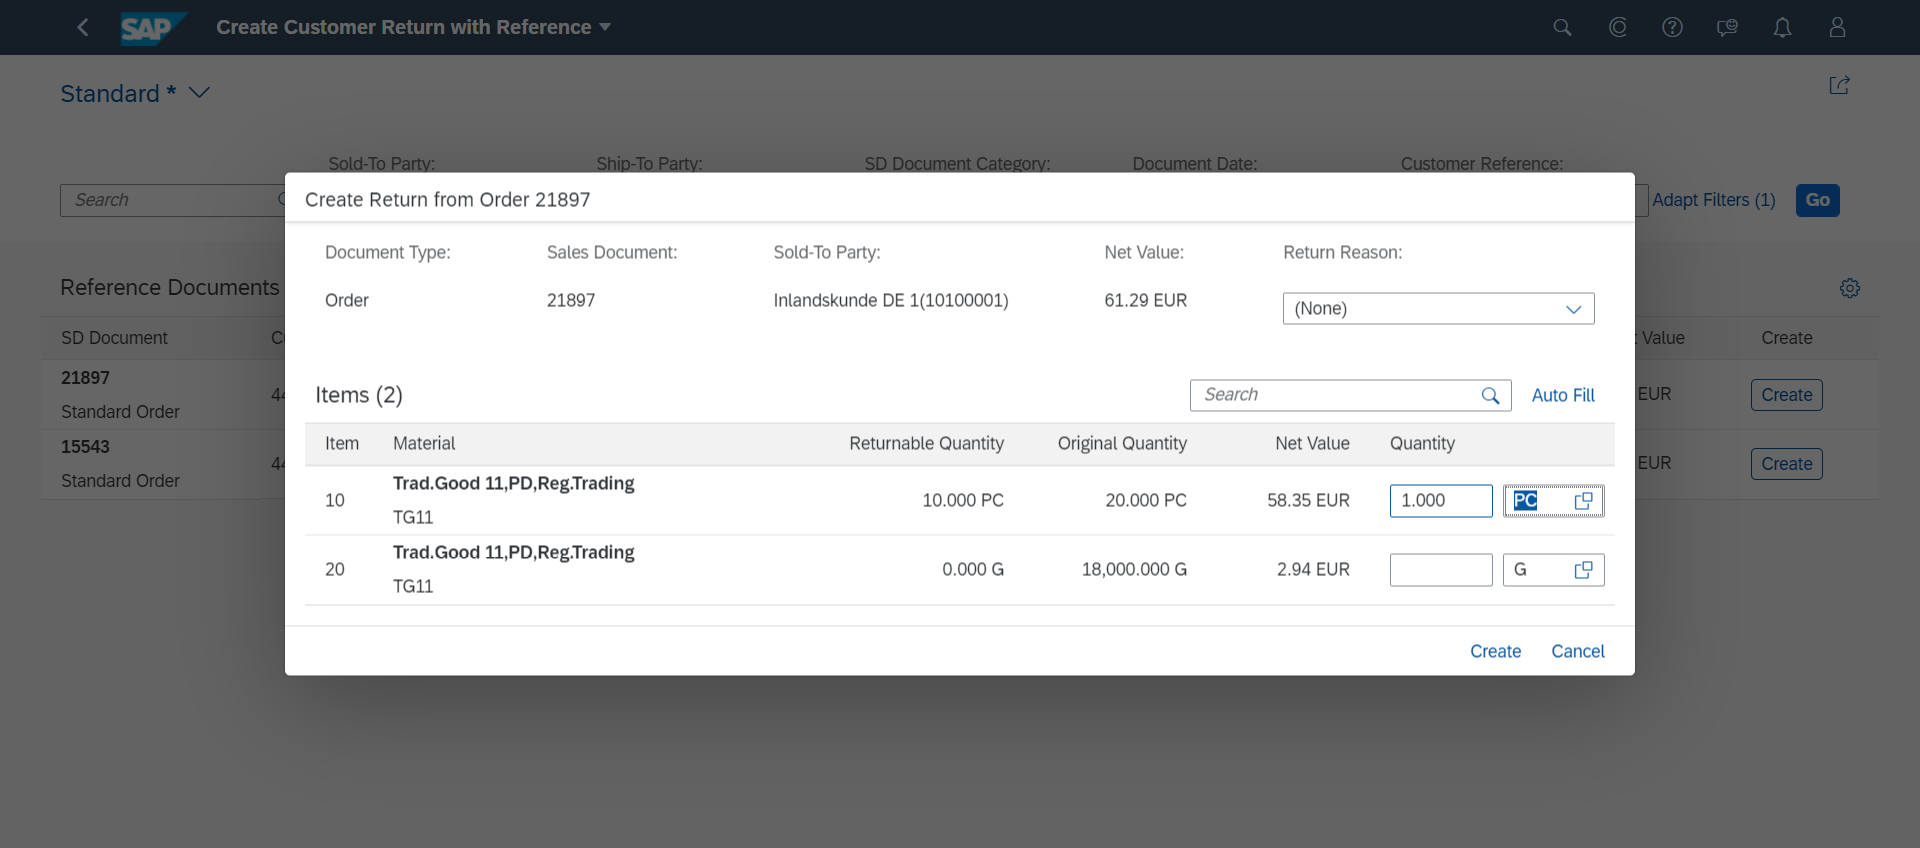 SAP Create Customer Return with Reference
Standard *
Sold-To Party: Ship-To Party: SD Document Category: Document Date: Customer Reference:
Search Adapt Filters (1) Go
Create Return from Order 21897
Document Type: Sales Document: Sold-To Party: Net Value: Return Reason:
Order 21897 Inlandskunde DE 1(10100001) 61.29 EUR (None)
Reference Documents
SD Document Value Create
21897
Standard Order EUR Create
15543
Standard Order EUR Create
Items (2) Search Auto Fill
Item Material Returnable Quantity Original Quantity Net Value Quantity
10 Trad.Good 11,PD,Reg.Trading 10.000 PC 20.000 PC 58.35 EUR 1.000 PC
TG11
20 Trad.Good 11,PD,Reg.Trading 0.000 G 18,000.000 G 2.94 EUR G
TG11
Create Cancel